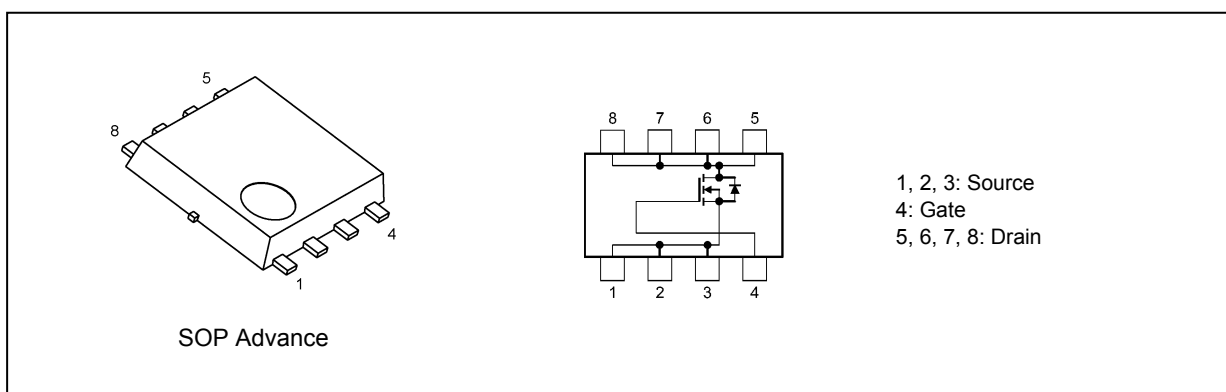 5
8
4
1
SOP Advance
8 7 6 5
1 2 3 4
1, 2, 3: Source
4: Gate
5, 6, 7, 8: Drain